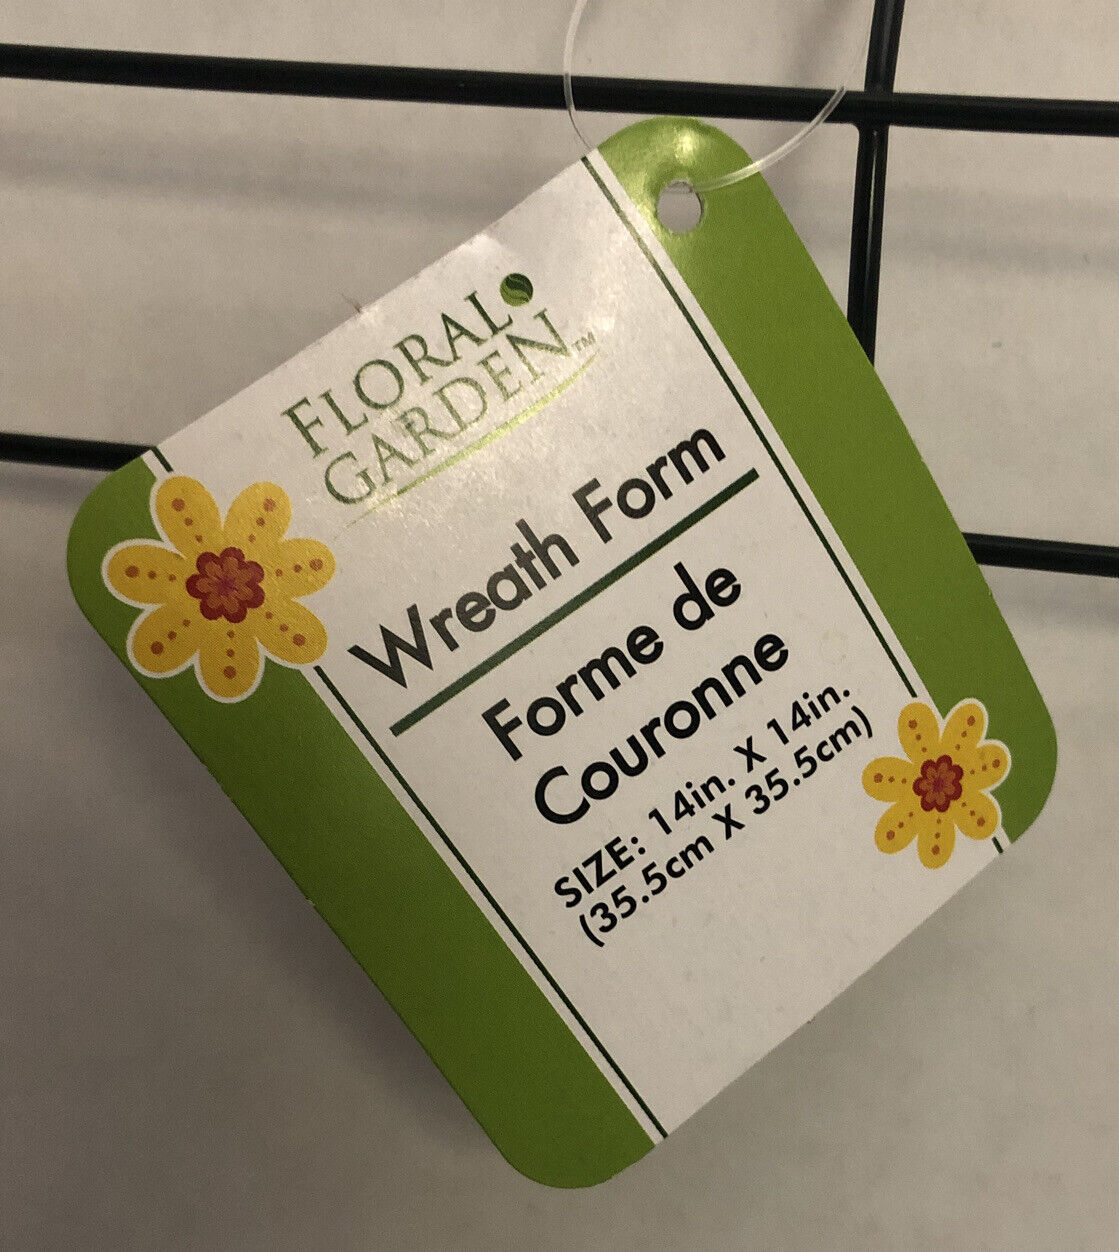 FLORAL
GARDEN™
Wreath Form
Forme de
Couronne
SIZE: 14in. X 14in.
(35.5cm X 35.5cm)